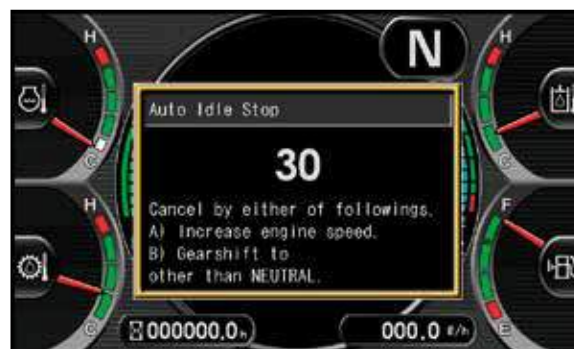 H
N
H
Auto Idle Stop
30
C
C
Cancel by either of followings.
H
A) Increase engine speed.
F
B) Gearshift to
other than NEUTRAL.
C
E
000000.0 h
000.0 ℓ/h